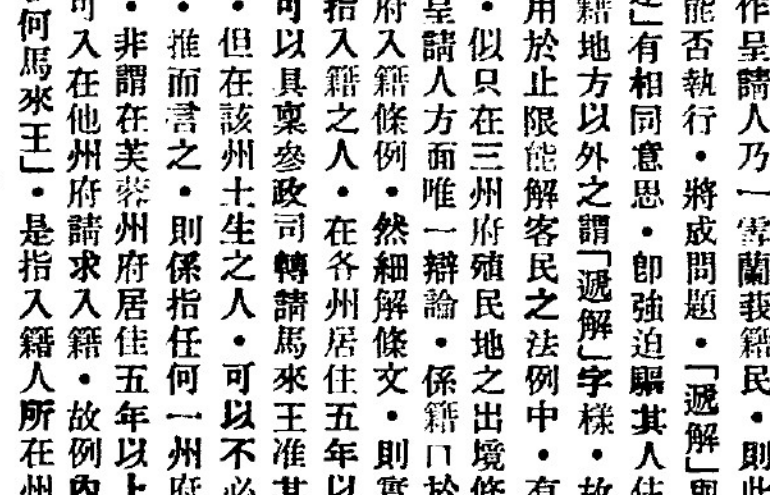 作呈請人乃一雪蘭莪籍民・則此
能否執行・將成問題・「遞解」與
」有相同意思・卽強迫驅其人
籍地方以外之謂「遞解」字樣・故
用於止限能解客民之法例中・有
・似只在三州府殖民地之出境條
呈請人方面唯一辯論・係籍口於
府入籍條例・然細解條文・則實
指入籍之人・在各州居住五年以
可以具稟參政司轉請馬來王准其
・但在該州土生之人・可以不必
・推而言之・則係指任何一州府
・非謂在芙蓉州府居住五年以上
可入在他州府請求入籍・故例內
何馬來王」・是指入籍人所在州